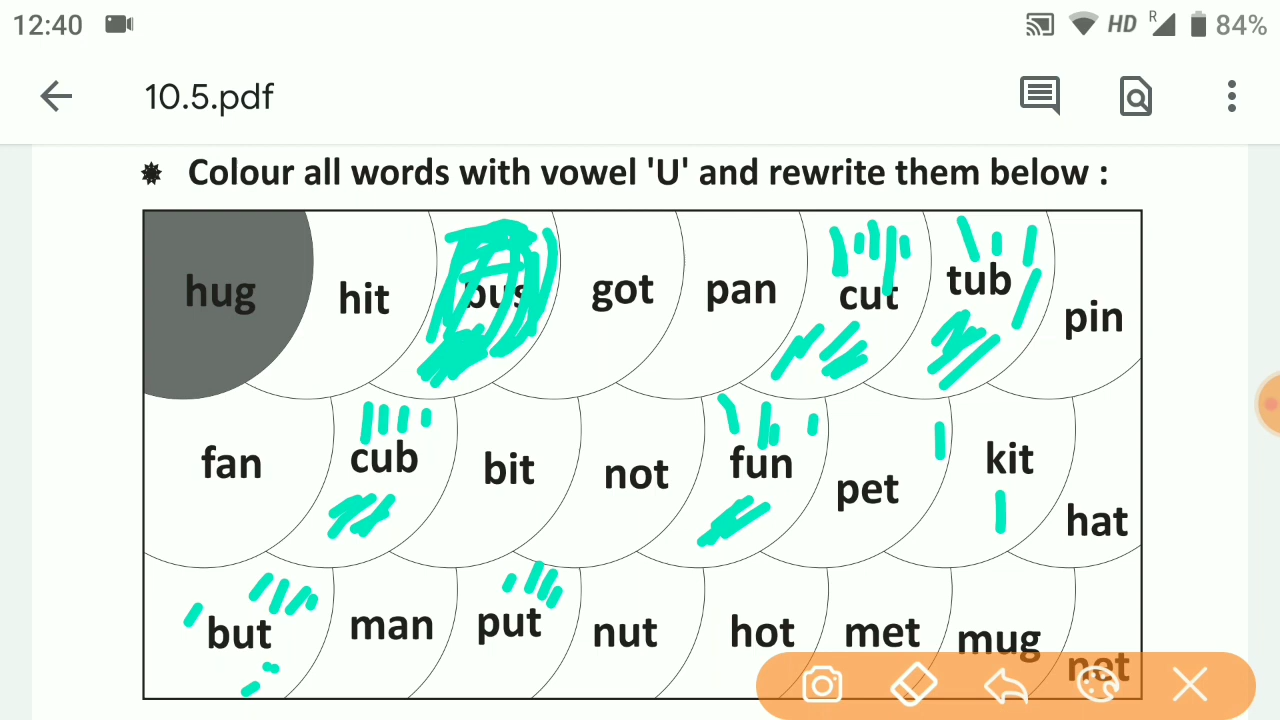 12:40 HD R 84%
10.5.pdf
Colour all words with vowel 'U' and rewrite them below :
hug hit bus got pan cut tub pin
fan cub bit not fun pet kit hat
but man put nut hot met mug